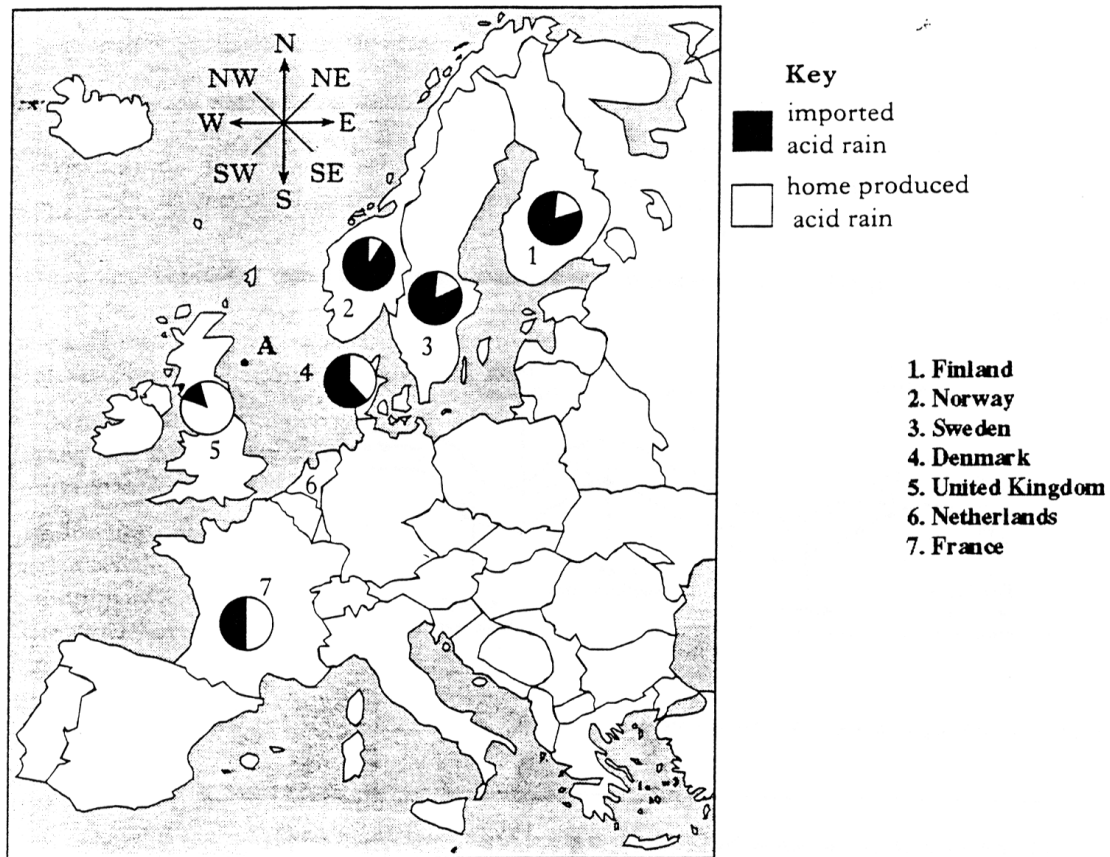 N
NW NE
W E
SW SE
S
1
2
3
A
4
5
6
7
Key
imported
acid rain
home produced
acid rain
1. Finland
2. Norway
3. Sweden
4. Denmark
5. United Kingdom
6. Netherlands
7. France